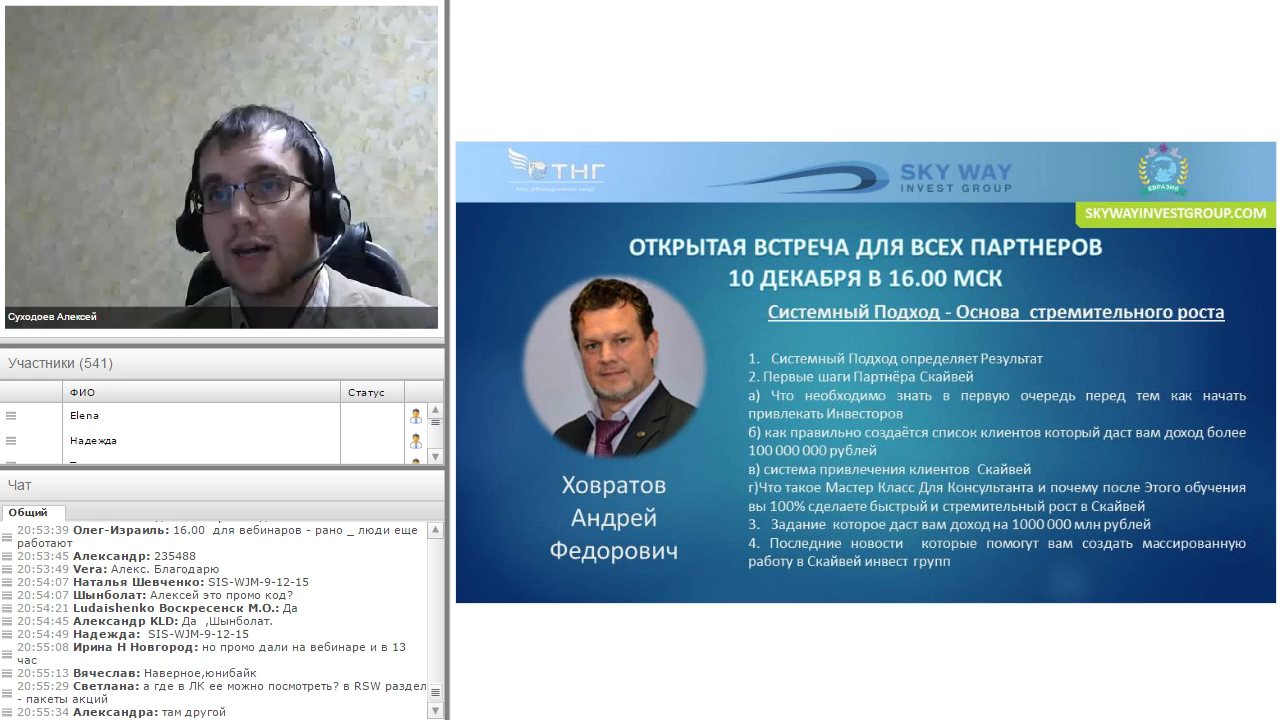 Суходоев Алексей
Участники (541)
ФИО
Статус
Elena
Надежда
Чат
Общий
20:53:39 Олег-Израиль: 16.00 для вебинаров - рано _ люди еще
работают
20:53:45 Александр: 235488
20:53:49 Vera: Алекс. Благодарю
20:54:07 Наталья Шевченко: SIS-WJM-9-12-15
20:54:07 Шынболат: Алексей это промо код?
20:54:21 Ludaishenko Воскресенск М.О.: Да
20:54:45 Александр KLD: Да ,Шынболат.
20:54:49 Надежда: SIS-WJM-9-12-15
20:55:08 Ирина Н Новгород: но промо дали на вебинаре и в 13
час
20:55:13 Вячеслав: Наверное,юнибайк
20:55:29 Светлана: а где в ЛК ее можно посмотреть? в RSW раздел
- пакеты акций
20:55:34 Александра: там другой
ТНГ
Мы объединяем мир!
SKY WAY
INVEST GROUP
ЕВРАЗИЯ
SKYWAYINVESTGROUP.COM
ОТКРЫТАЯ ВСТРЕЧА ДЛЯ ВСЕХ ПАРТНЕРОВ
10 ДЕКАБРЯ В 16.00 МСК
Системный Подход - Основа стремительного роста
1. Системный Подход определяет Результат
2. Первые шаги Партнёра Скайвей
а) Что необходимо знать в первую очередь перед тем как начать
привлекать Инвесторов
б) как правильно создаётся список клиентов который даст вам доход более
100 000 000 рублей
в) система привлечения клиентов Скайвей
г)Что такое Мастер Класс Для Консультанта и почему после Этого обучения
вы 100% сделаете быстрый и стремительный рост в Скайвей
3. Задание которое даст вам доход на 1000 000 млн рублей
4. Последние новости которые помогут вам создать массированную
работу в Скайвей инвест групп
Ховратов
Андрей
Федорович